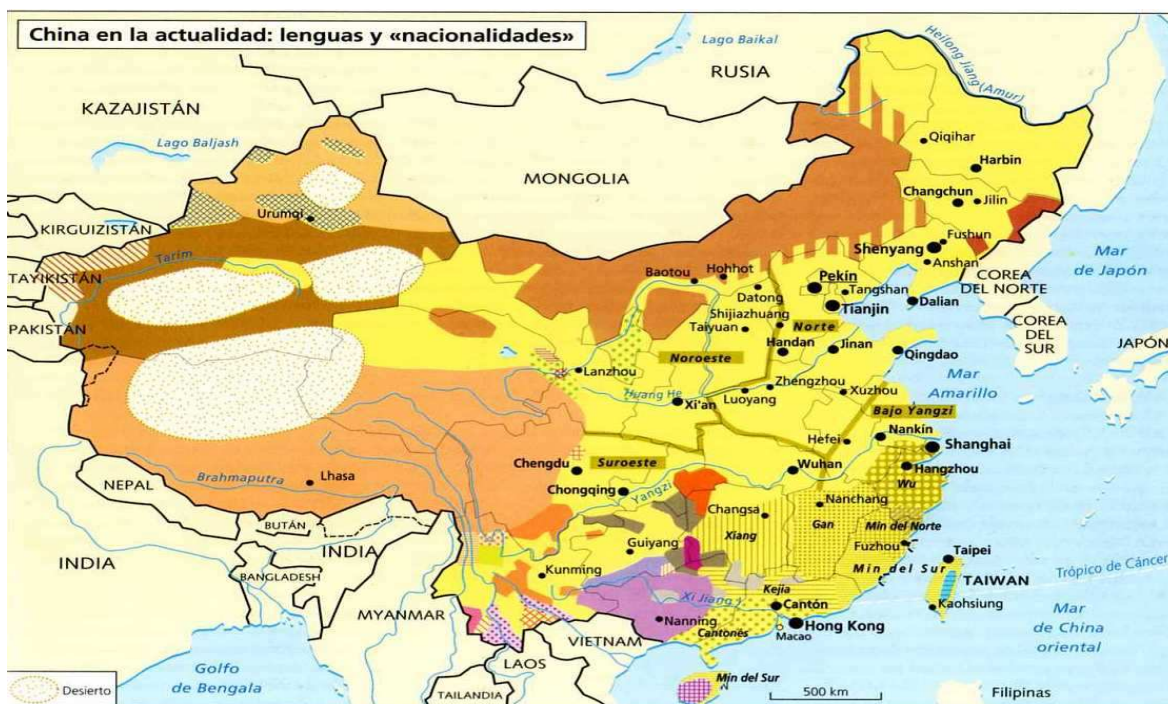 China en la actualidad: lenguas y «nacionalidades»
Lago Baikal
RUSIA
Heilong Jiang (Amur)
KAZAJISTÁN
Lago Baljash
MONGOLIA
Qiqihar
Harbin
Changchun
Jilin
Urumqi
KIRGUIZISTÁN
Fushun
Shenyang
Anshan
Mar
de Japón
TAYIKISTÁN
Tarim
Baotou
Hohhot
Pekín
Datong
Tangshan
COREA
DEL NORTE
Tianjin
Dalian
Shijiazhuang
Taiyuan
Norte
PAKISTÁN
COREA
DEL
SUR
JAPÓN
Noroeste
Handan
Jinan
Qingdao
Mar
Amarillo
Lanzhou
Huang He
Xi'an
Luoyang
Zhengzhou
Xuzhou
Bajo Yangzi
Hefei
Nankín
Shanghai
Chengdu
Suroeste
Wuhan
Hangzhou
Wu
Lhasa
Brahmaputra
NEPAL
Chongqing
Yangzi
Nanchang
Changsa
Xiang
Gan
Min del Norte
BUTÁN
INDIA
Guiyang
Fuzhou
Min del Sur
Taipei
INDIA
BANGLADESH
Kunming
TAIWAN
Trópico de Cáncer
Kejia
Xi Jiang
Kaohsiung
MYANMAR
Cantón
Nanning
Cantonés
Hong Kong
Macao
Mar
de China
oriental
VIETNAM
LAOS
Golfo
de Bengala
TAILANDIA
Min del Sur
Desierto
500 km
Filipinas